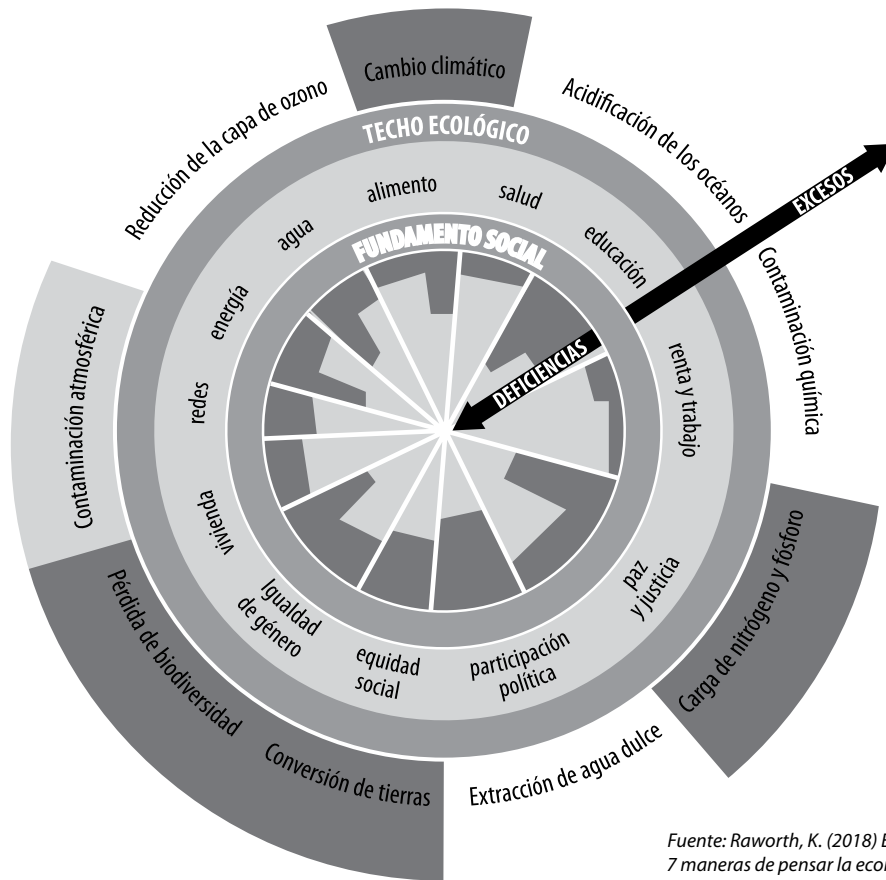 Cambio climático
Reducción de la capa de ozono
Acidificación de los océanos
TECHO ECOLÓGICO
EXCESOS
alimento
salud
agua
educación
FUNDAMENTO SOCIAL
energía
Contaminación química
Contaminación atmosférica
DEFICIENCIAS
redes
renta y trabajo
vivienda
paz
y justicia
Igualdad
de género
equidad
social
participación
política
Carga de nitrógeno y fósforo
Pérdida de biodiversidad
Conversión de tierras
Extracción de agua dulce
Fuente: Raworth, K. (2018) E
7 maneras de pensar la eco